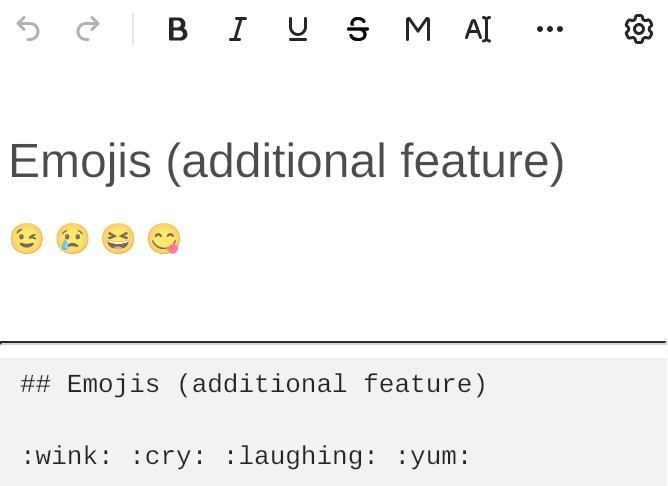 Emojis (additional feature)
😉 😢 😆 😋
## Emojis (additional feature)
:wink: :cry: :laughing: :yum: